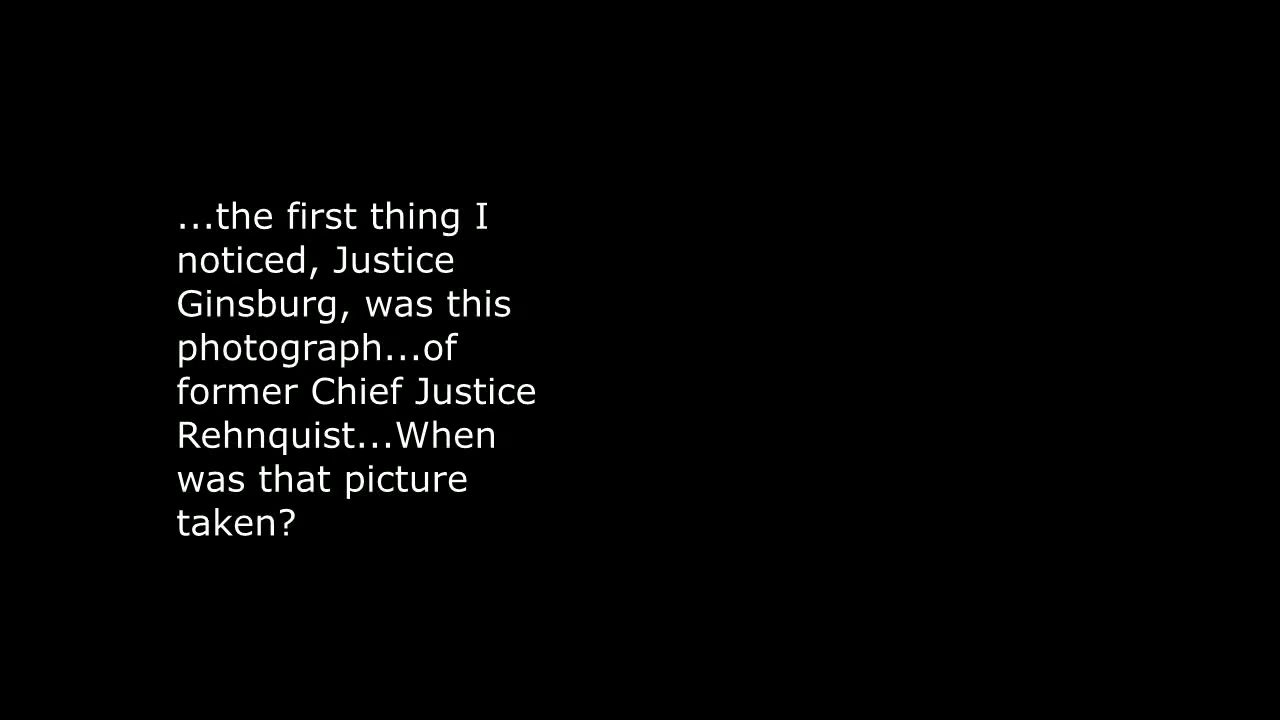 ...the first thing I
noticed, Justice
Ginsburg, was this
photograph...of
former Chief Justice
Rehnquist...When
was that picture
taken?